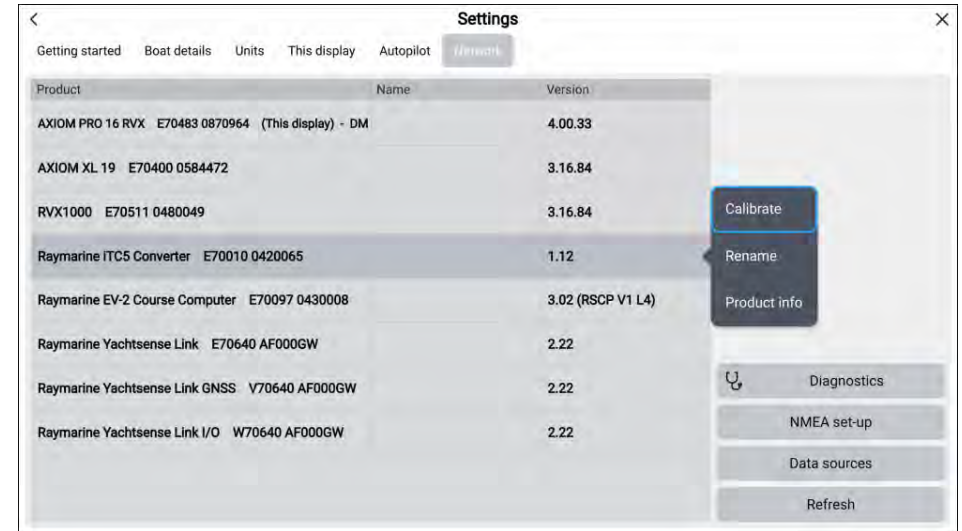 Settings
Getting started Boat details Units This display Autopilot Network
Product Name Version
AXIOM PRO 16 RVX E70483 0870964 (This display) - DM 4.00.33
AXIOM XL 19 E70400 0584472 3.16.84
RVX1000 E70511 0480049 3.16.84
Calibrate
Raymarine iTC5 Converter E70010 0420065 1.12 Rename
Raymarine EV-2 Course Computer E70097 0430008 3.02 (RSCP V1 L4) Product info
Raymarine Yachtsense Link E70640 AF000GW 2.22
Raymarine Yachtsense Link GNSS V70640 AF000GW 2.22
Diagnostics
Raymarine Yachtsense Link I/O W70640 AF000GW 2.22
NMEA set-up
Data sources
Refresh